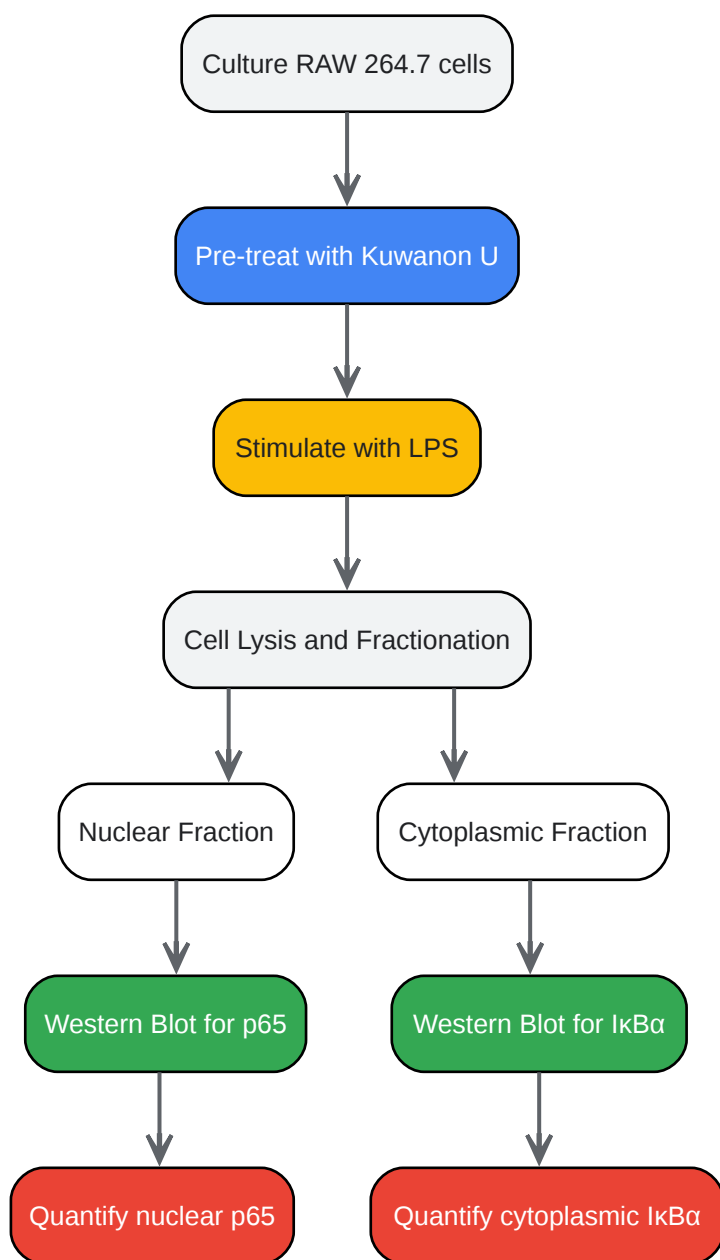 Culture RAW 264.7 cells
Pre-treat with Kuwanon U
Stimulate with LPS
Cell Lysis and Fractionation
Nuclear Fraction
Cytoplasmic Fraction
Western Blot for p65
Western Blot for IκBα
Quantify nuclear p65
Quantify cytoplasmic IκBα